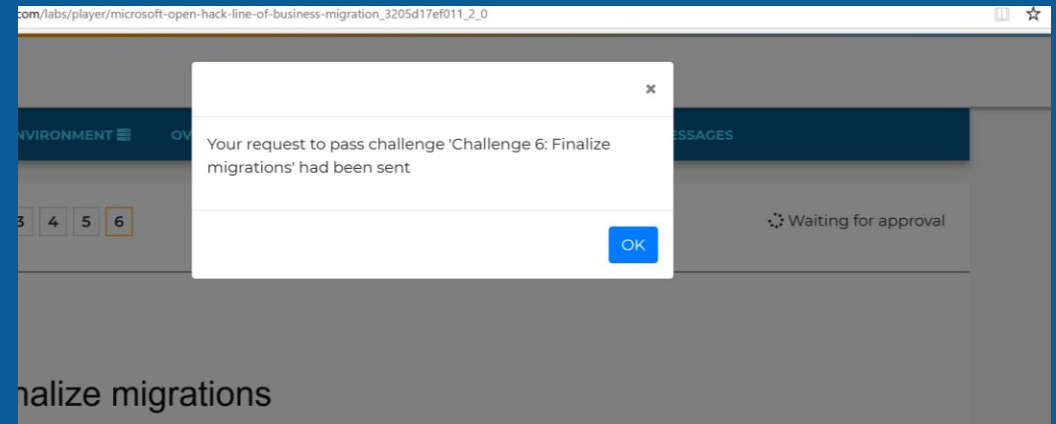 com/labs/player/microsoft-open-hack-line-of-business-migration_3205d17ef011_2_0
×
NVIRONMENT
OV
ESSAGES
Your request to pass challenge 'Challenge 6: Finalize
migrations' had been sent
3 4 5 6
Waiting for approval
OK
nalize migrations